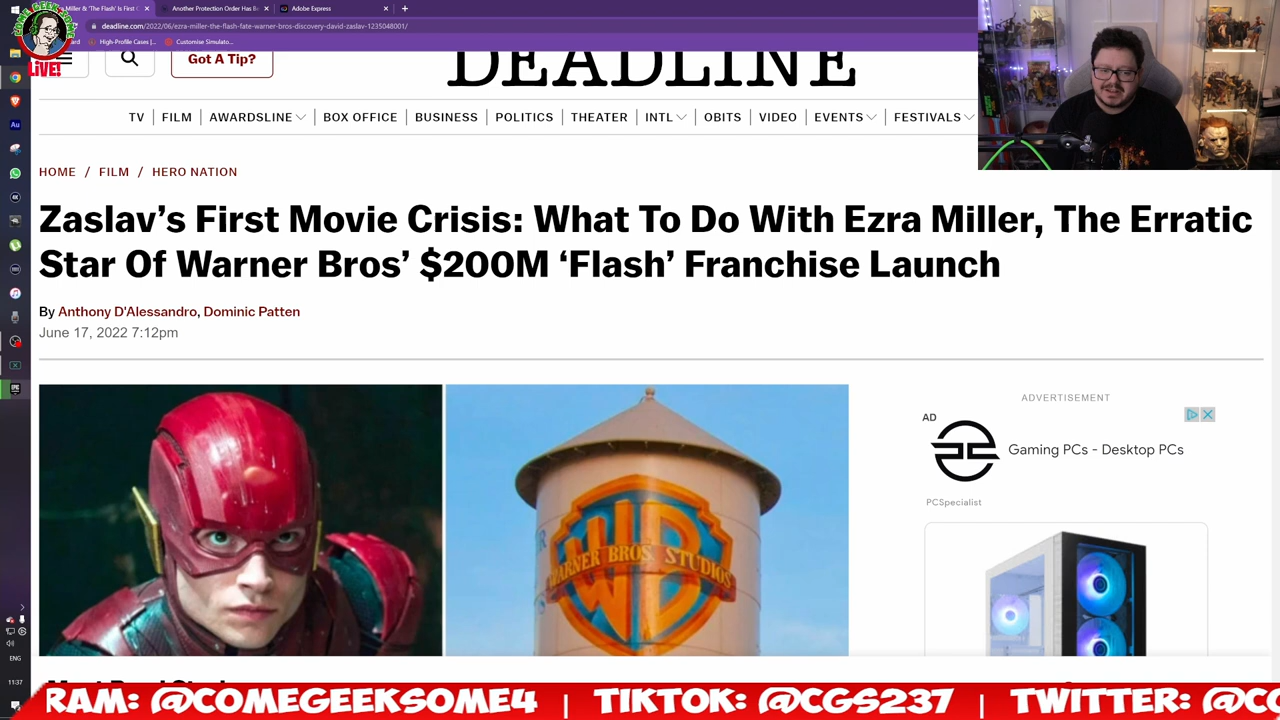 Miller & 'The Flash' Is First C
Another Protection Order Has B
Adobe Express
deadline.com/2022/06/ezra-miller-the-flash-fate-warner-bros-discovery-david-zaslav-1235048001/
High-Profile Cases |...
Customise Simulato...
COME GEEK SOME
LIVE!
Got A Tip?
DEADLINE
TV | FILM | AWARDSLINE | BOX OFFICE | BUSINESS | POLITICS | THEATER | INTL | OBITS | VIDEO | EVENTS | FESTIVALS
HOME / FILM / HERO NATION
Zaslav's First Movie Crisis: What To Do With Ezra Miller, The Erratic
Star Of Warner Bros' $200M 'Flash' Franchise Launch
By Anthony D'Alessandro, Dominic Patten
June 17, 2022 7:12pm
ADVERTISEMENT
AD
Gaming PCs - Desktop PCs
PCSpecialist
WB
WARNER BROS. STUDIOS
ENG
11:37
RAM: @COMEGEEKSOME4 | TIKTOK: @CGS237 | TWITTER: @CO